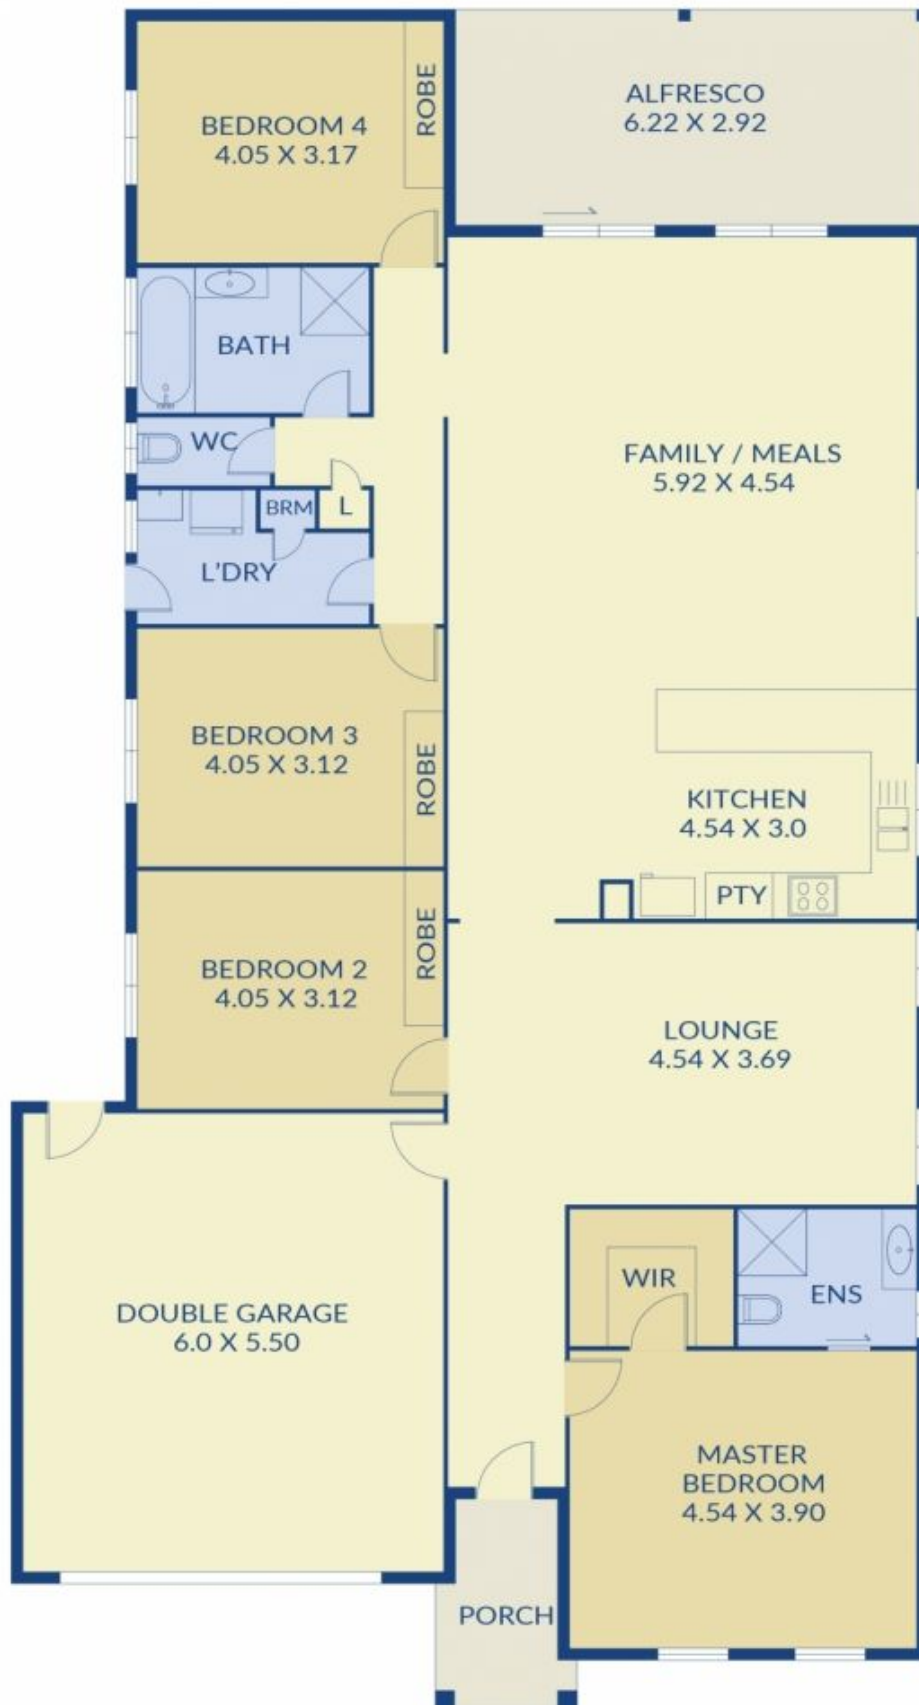 BEDROOM 4
4.05 X 3.17
ROBE
ALFRESCO
6.22 X 2.92
BATH
WC
BRM
L
L'DRY
FAMILY / MEALS
5.92 X 4.54
BEDROOM 3
4.05 X 3.12
ROBE
KITCHEN
4.54 X 3.0
PTY
BEDROOM 2
4.05 X 3.12
ROBE
LOUNGE
4.54 X 3.69
WIR
ENS
DOUBLE GARAGE
6.0 X 5.50
MASTER
BEDROOM
4.54 X 3.90
PORCH